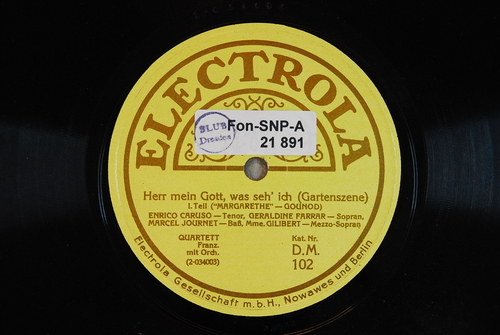 ELECTROLA
SLUB
Dresden
Fon-SNP-A
21 891
Herr mein Gott, was seh' ich (Gartenszene)
I. Teil ("MARGARETHE" — GOUNOD)
ENRICO CARUSO — Tenor, GERALDINE FARRAR — Sopran,
MARCEL JOURNET — Baß, Mme. GILIBERT — Mezzo-Sopran
QUARTETT
Franz.
mit Orch.
(2-034003)
Kat. Nr.
D.M.
102
Electrola Gesellschaft m. b. H., Nowawes und Berlin